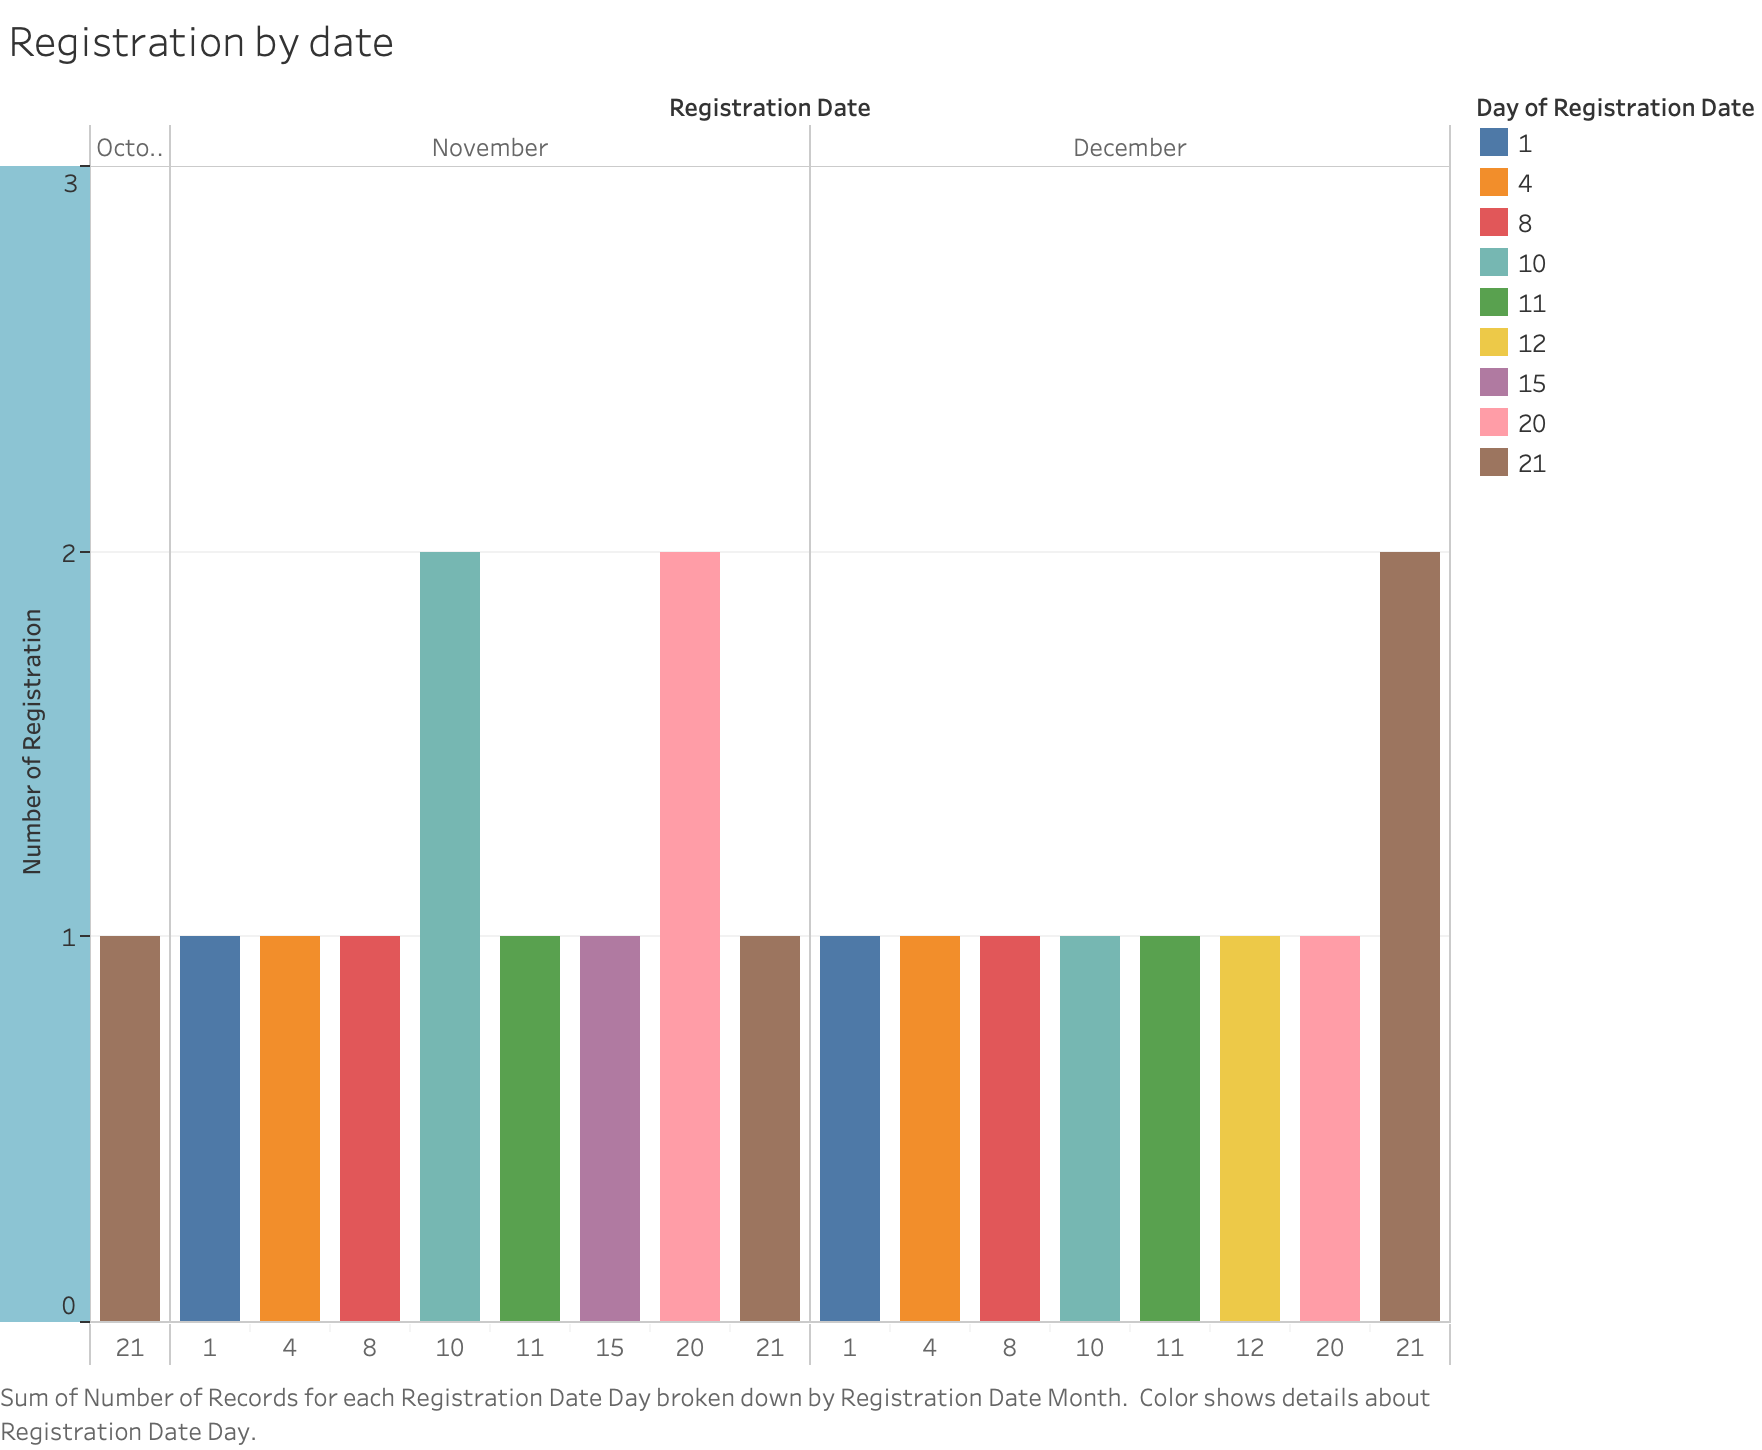 Registration by date
Registration Date
Octo..
November
December
3
2
1
0
Number of Registration
21 1 4 8 10 11 15 20 21 1 4 8 10 11 12 20 21
Day of Registration Date
1
4
8
10
11
12
15
20
21
Sum of Number of Records for each Registration Date Day broken down by Registration Date Month.  Color shows details about
Registration Date Day.